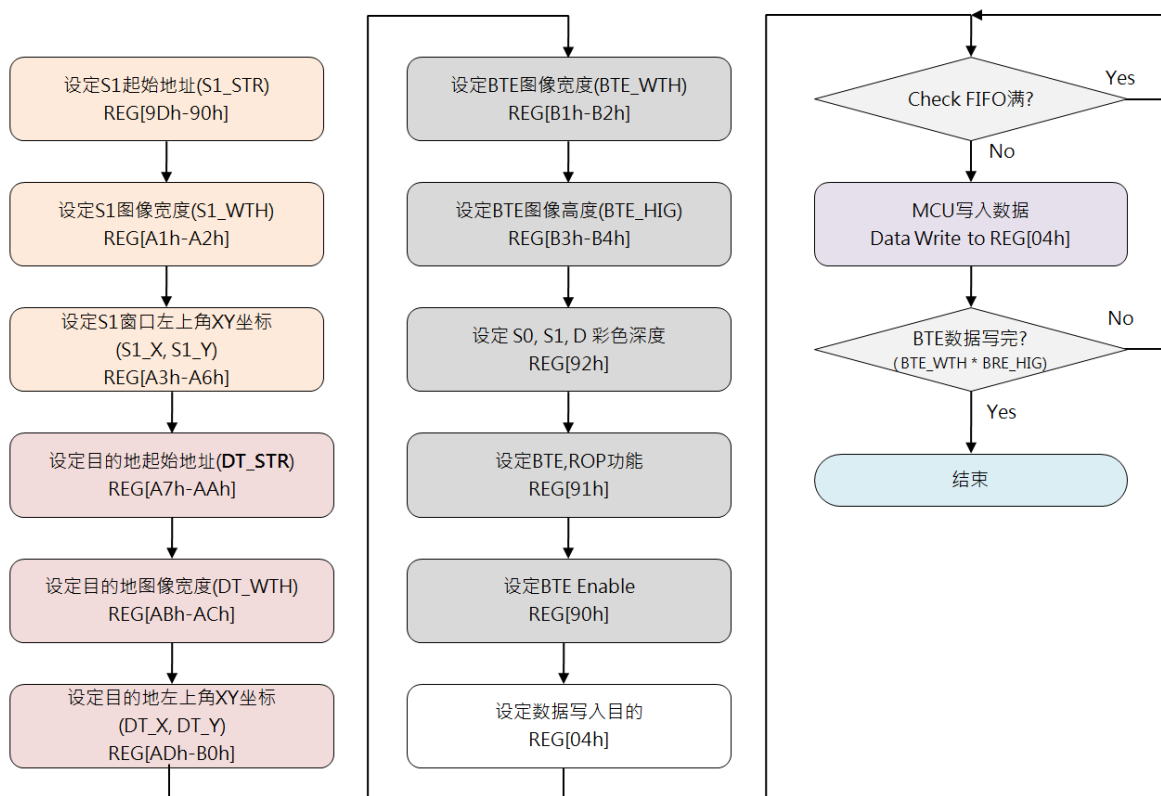 设定S1起始地址(S1_STR)
REG[9Dh-90h]
设定S1图像宽度(S1_WTH)
REG[A1h-A2h]
设定S1窗口左上角XY坐标
(S1_X, S1_Y)
REG[A3h-A6h]
设定目的地起始地址(DT_STR)
REG[A7h-AAh]
设定目的地图像宽度(DT_WTH)
REG[ABh-ACh]
设定目的地左上角XY坐标
(DT_X, DT_Y)
REG[ADh-B0h]
设定BTE图像宽度(BTE_WTH)
REG[B1h-B2h]
设定BTE图像高度(BTE_HIG)
REG[B3h-B4h]
设定 S0, S1, D 彩色深度
REG[92h]
设定BTE,ROP功能
REG[91h]
设定BTE Enable
REG[90h]
设定数据写入目的
REG[04h]
Check FIFO满?
Yes
No
MCU写入数据
Data Write to REG[04h]
BTE数据写完?
( BTE_WTH * BRE_HIG)
No
Yes
结束